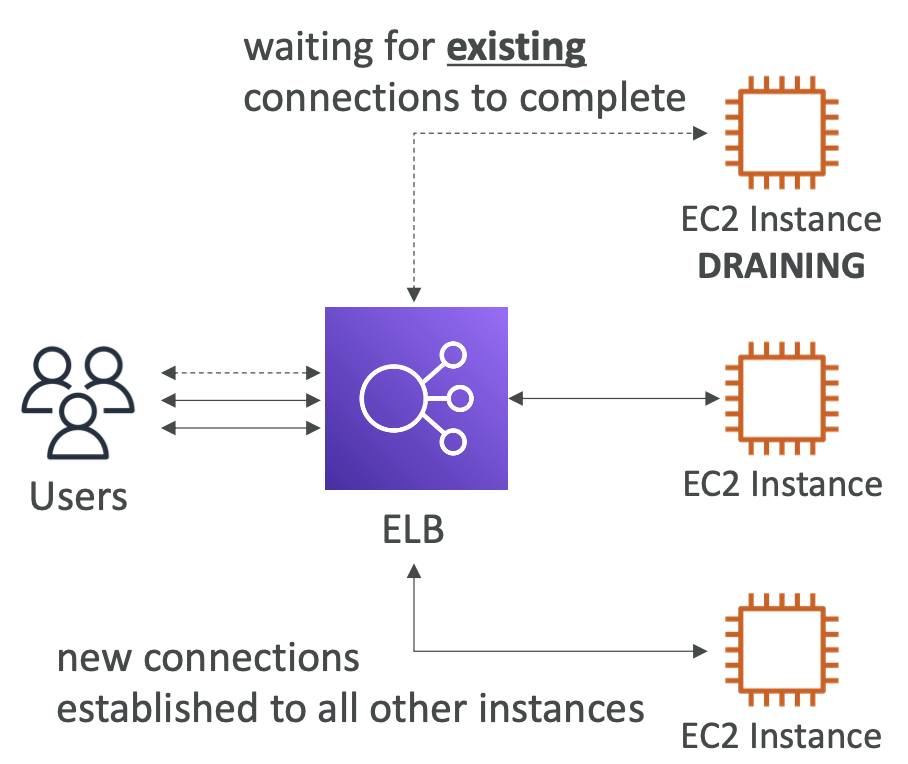 waiting for existing
connections to complete
EC2 Instance
DRAINING
Users
ELB
EC2 Instance
new connections
established to all other instances
EC2 Instance